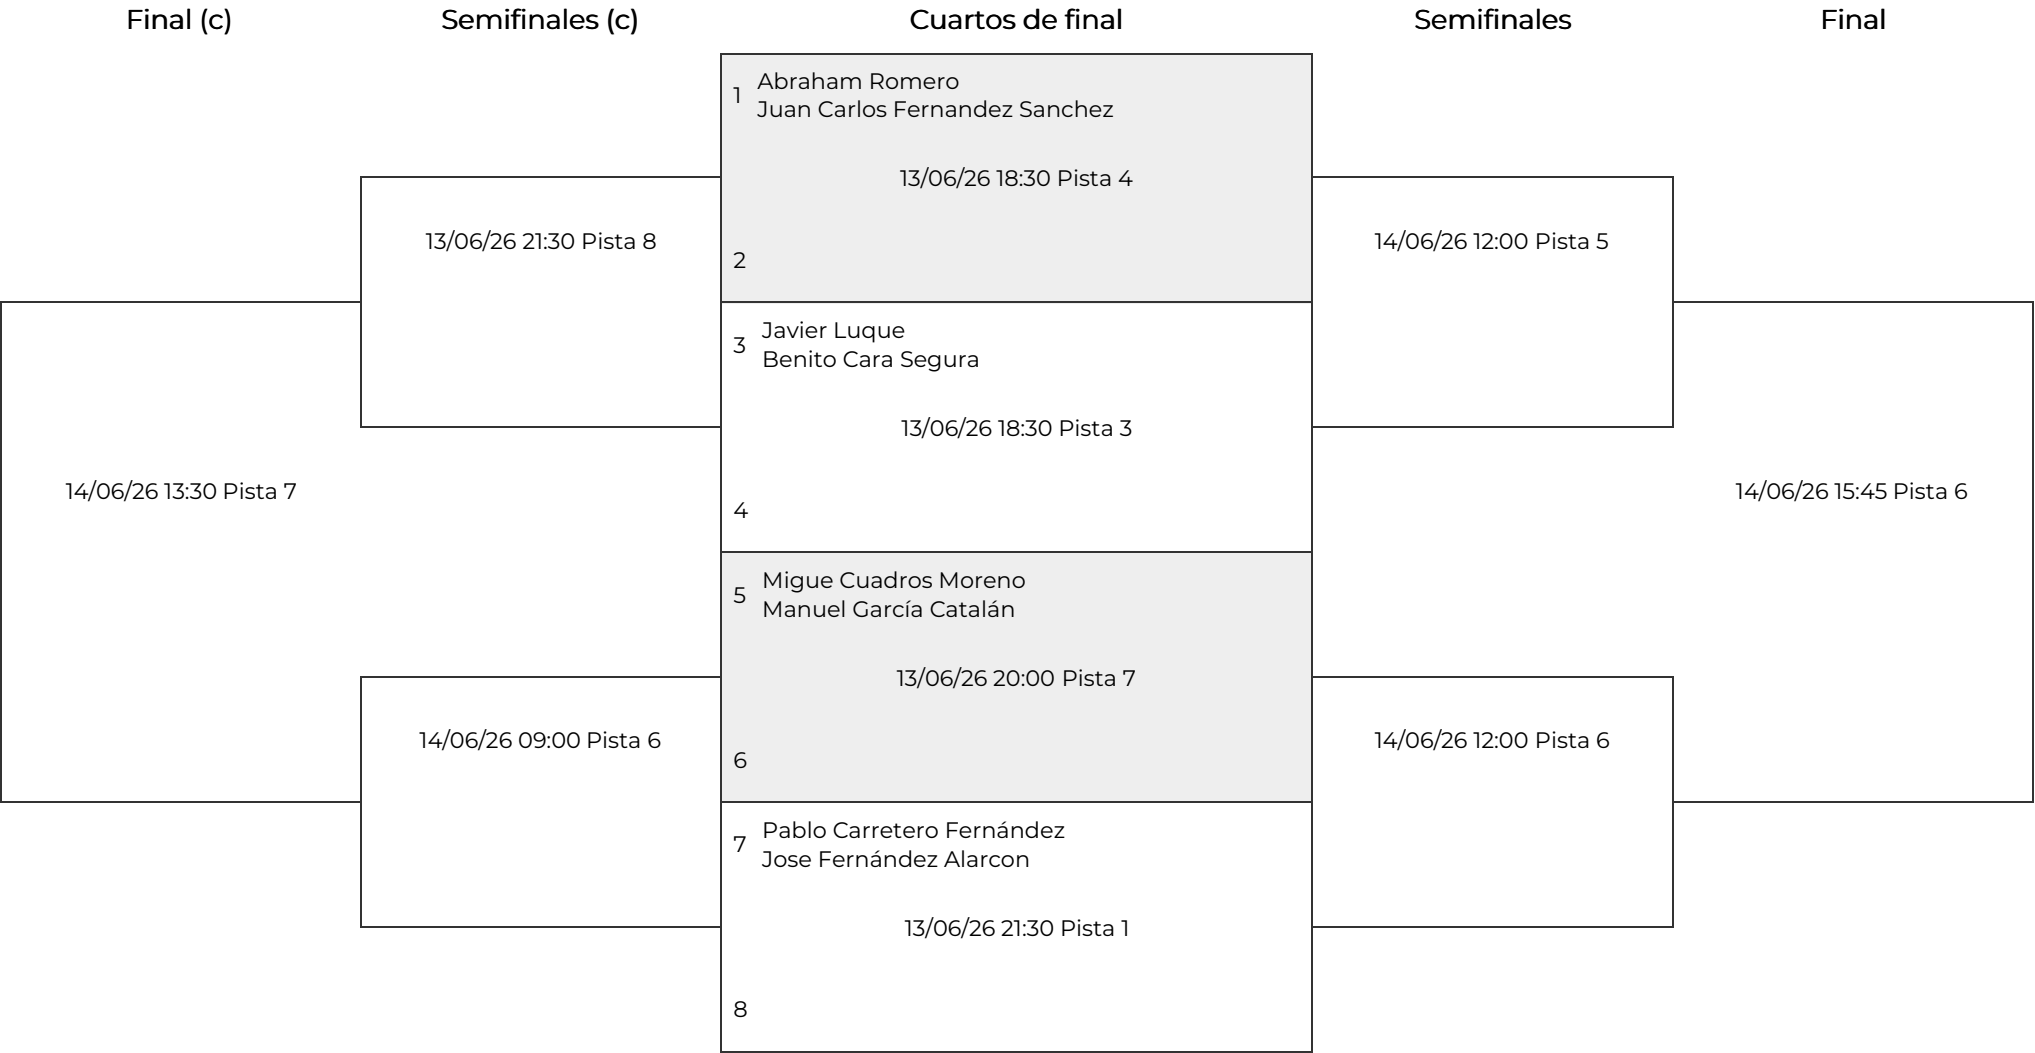 Final (c)
Semifinales (c)
Cuartos de final
Semifinales
Final
1
Abraham Romero
Juan Carlos Fernandez Sanchez
13/06/26 18:30 Pista 4
2
13/06/26 21:30 Pista 8
14/06/26 12:00 Pista 5
3
Javier Luque
Benito Cara Segura
13/06/26 18:30 Pista 3
4
14/06/26 13:30 Pista 7
14/06/26 15:45 Pista 6
5
Migue Cuadros Moreno
Manuel García Catalán
13/06/26 20:00 Pista 7
6
14/06/26 09:00 Pista 6
14/06/26 12:00 Pista 6
7
Pablo Carretero Fernández
Jose Fernández Alarcon
13/06/26 21:30 Pista 1
8